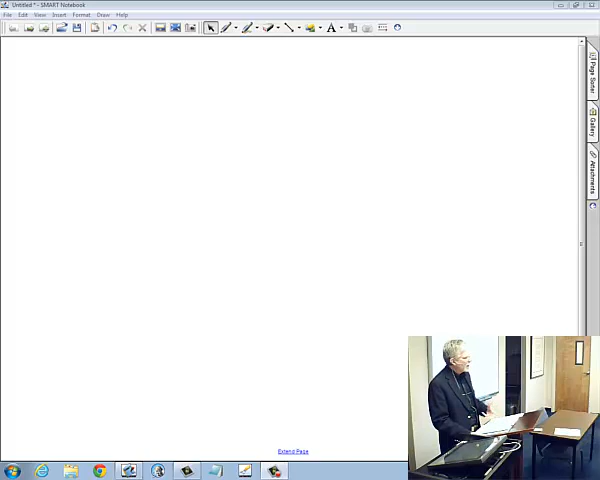 Untitled * - SMART Notebook
File Edit View Insert Format Draw Help
Page Sorter
Gallery
Attachments
Extend Page